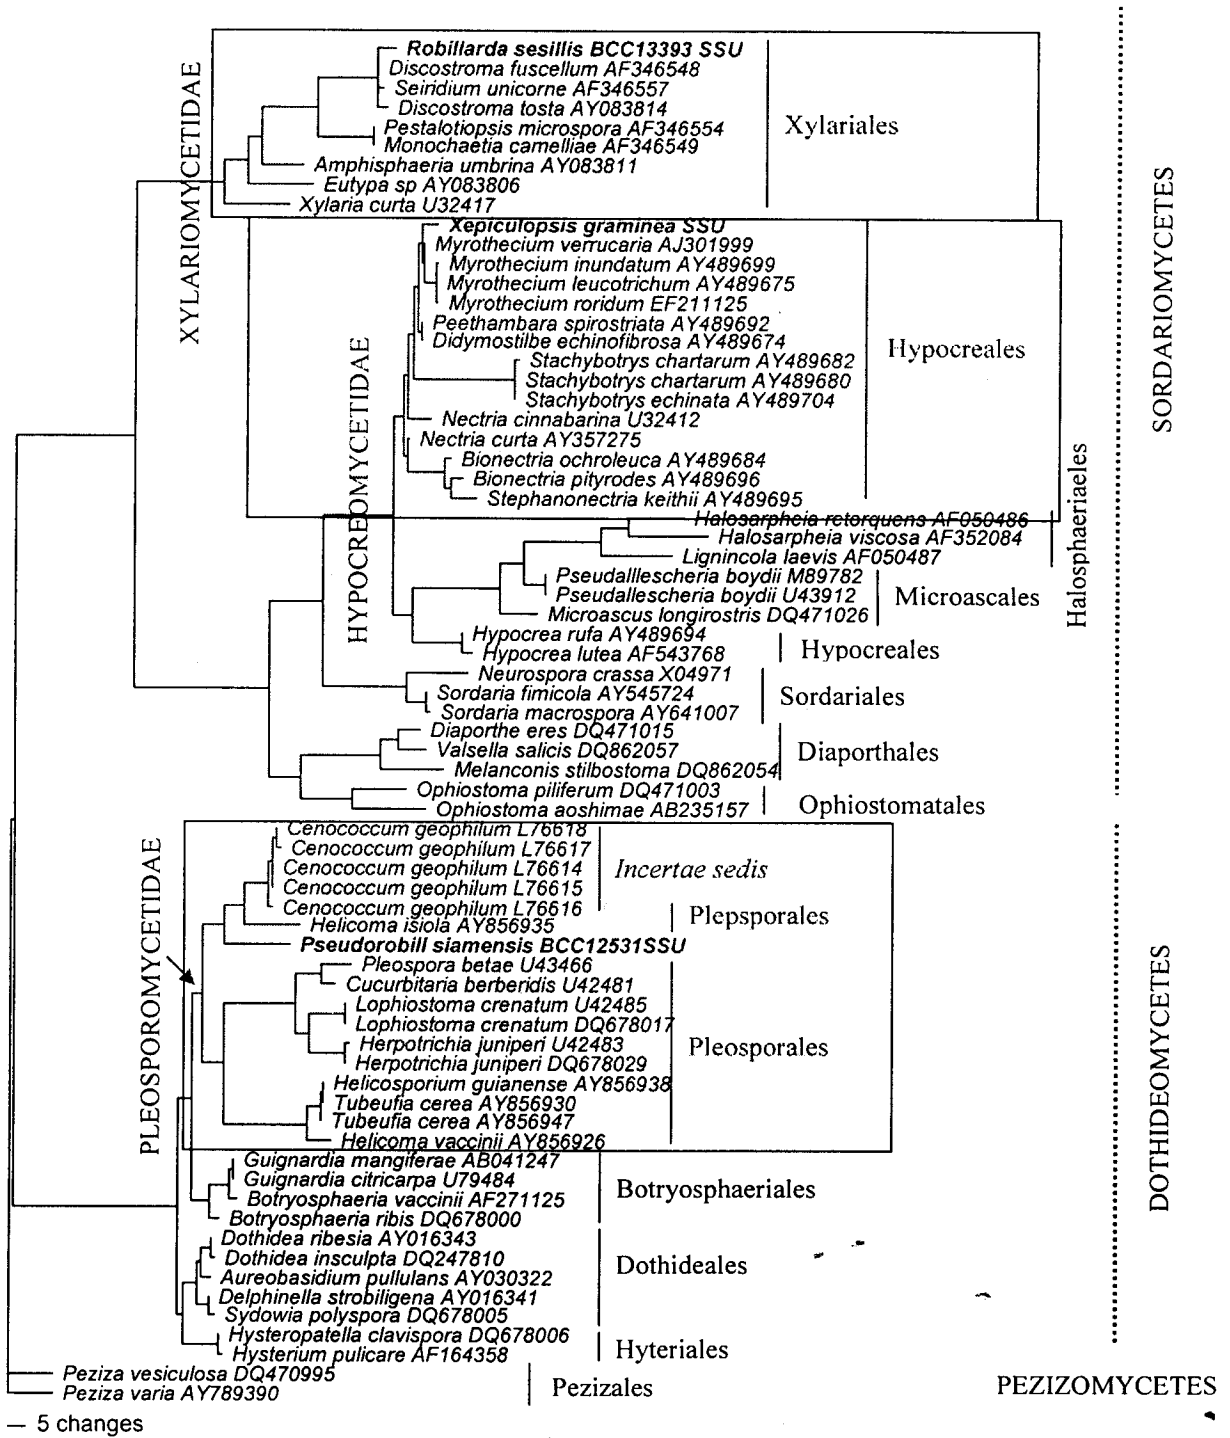 Robillarda sesillis BCC13393 SSU
Discostroma fuscellum AF346548
Seiridium unicorne AF346557
Discostroma tosta AY083814
Pestalotiopsis microspora AF346554
Monochaetia camelliae AF346549
Amphisphaeria umbrina AY083811
Eutypa sp AY083806
Xylaria curta U32417
Xylariales
XYLARIOMYCETIDAE
Xepiculopsis graminea SSU
Myrothecium verrucaria AJ301999
Myrothecium inundatum AY489699
Myrothecium leucotrichum AY489675
Myrothecium roridum EF211125
Peethambara spirostriata AY489692
Didymostilbe echinofibrosa AY489674
Stachybotrys chartarum AY489682
Stachybotrys chartarum AY489680
Stachybotrys echinata AY489704
Nectria cinnabarina U32412
Nectria curta AY357275
Bionectria ochroleuca AY489684
Bionectria pityrodes AY489696
Stephanonectria keithii AY489695
Hypocreales
HYPOCREOMYCETIDAE
Halosarpheia retorquens AF050486
Halosarpheia viscosa AF352084
Lignincola laevis AF050487
Halosphaeriaeles
Pseudalllescheria boydii M89782
Pseudallescheria boydii U43912
Microascus longirostris DQ471026
Microascales
Hypocrea rufa AY489694
Hypocrea lutea AF543768
Hypocreales
Neurospora crassa X04971
Sordaria fimicola AY545724
Sordaria macrospora AY641007
Sordariales
Diaporthe eres DQ471015
Valsella salicis DQ862057
Melanconis stilbostoma DQ862054
Diaporthales
Ophiostoma piliferum DQ471003
Ophiostoma aoshimae AB235157
Ophiostomatales
SORDARIOMYCETES
Cenococcum geophilum L76618
Cenococcum geophilum L76617
Cenococcum geophilum L76614
Cenococcum geophilum L76615
Cenococcum geophilum L76616
Incertae sedis
Helicoma isiola AY856935
Plepsporales
Pseudorobill siamensis BCC12531SSU
Pleospora betae U43466
Cucurbitaria berberidis U42481
Lophiostoma crenatum U42485
Lophiostoma crenatum DQ678017
Herpotrichia juniperi U42483
Herpotrichia juniperi DQ678029
Helicosporium guianense AY856938
Tubeufia cerea AY856930
Tubeufia cerea AY856947
Helicoma vaccinii AY856926
Pleosporales
PLEOSPOROMYCETIDAE
Guignardia mangiferae AB041247
Guignardia citricarpa U79484
Botryosphaeria vaccinii AF271125
Botryosphaeria ribis DQ678000
Botryosphaeriales
Dothidea ribesia AY016343
Dothidea insculpta DQ247810
Aureobasidium pullulans AY030322
Delphinella strobiligena AY016341
Sydowia polyspora DQ678005
Dothideales
Hysteropatella clavispora DQ678006
Hysterium pulicare AF164358
Hyteriales
DOTHIDEOMYCETES
Peziza vesiculosa DQ470995
Peziza varia AY789390
Pezizales
PEZIZOMYCETES
5 changes